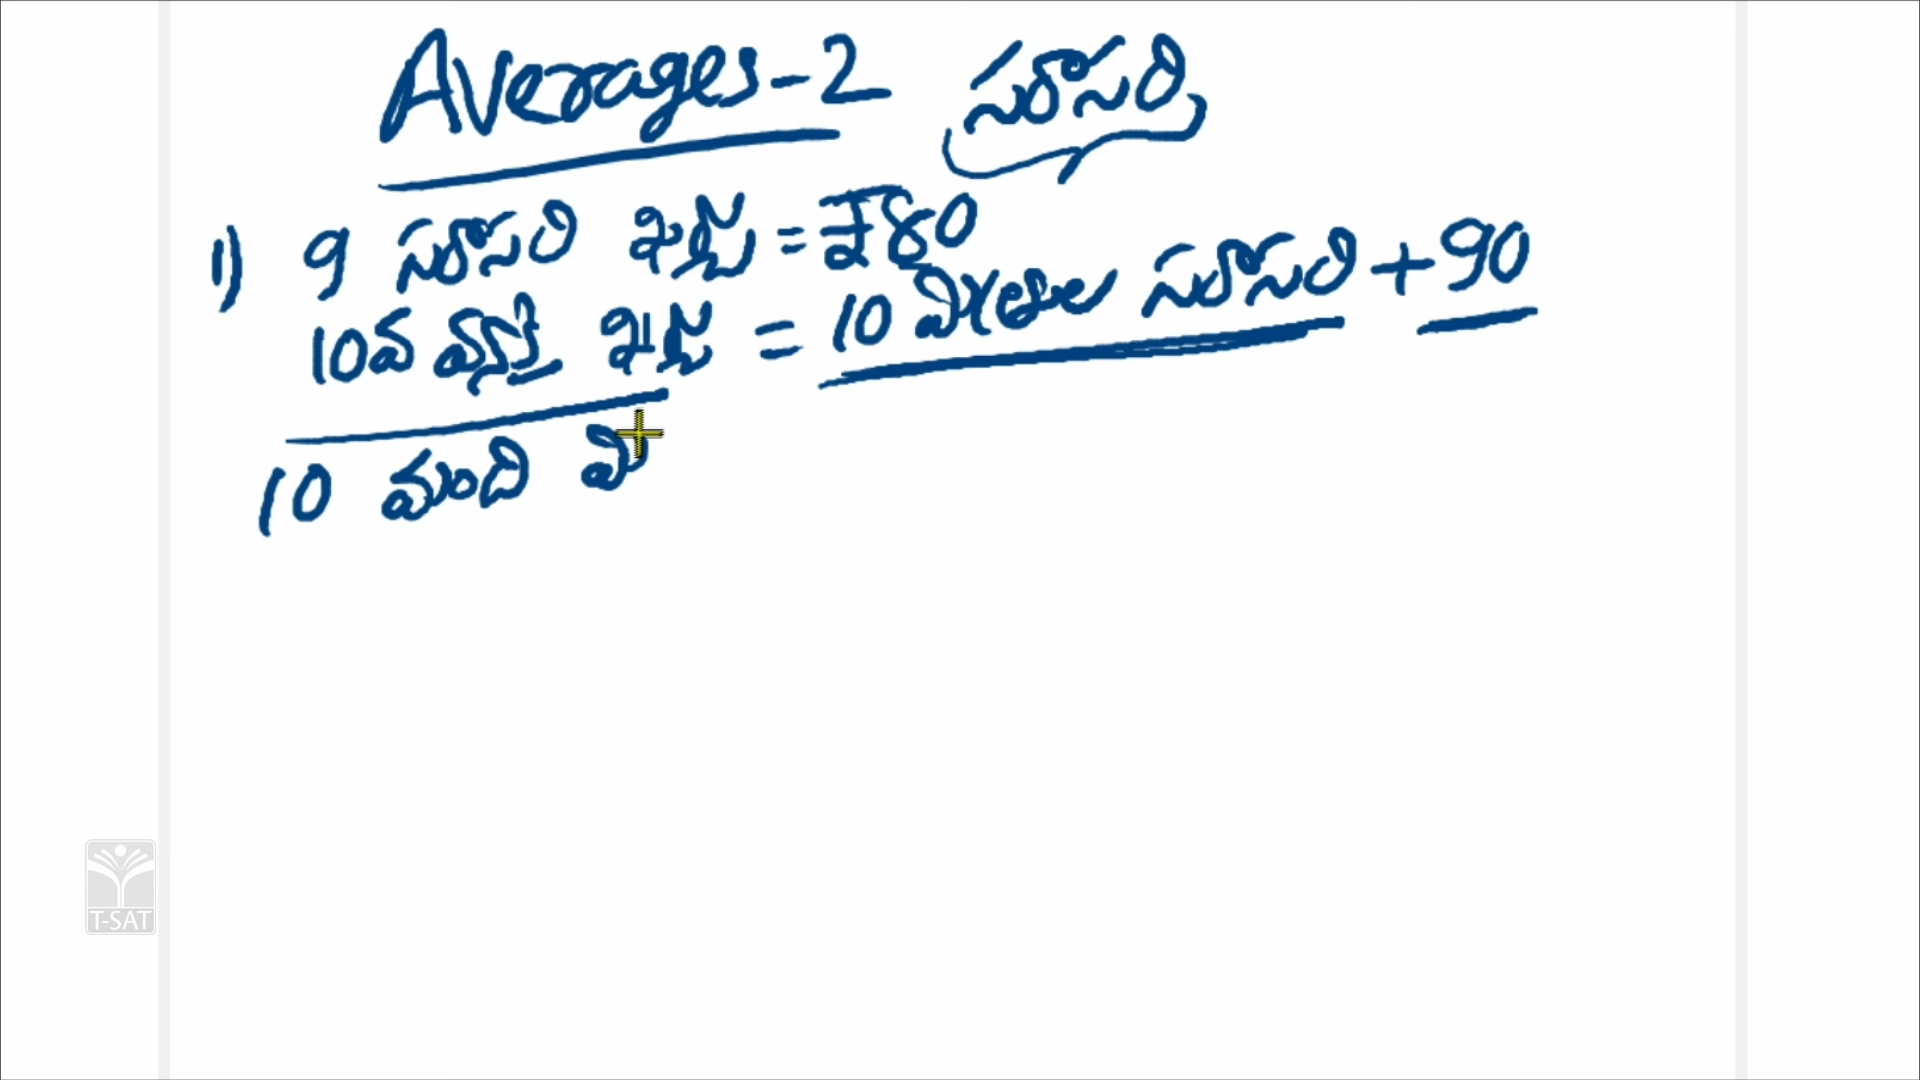 Averages-2 సరాసరి
1) 9 సరాసరి ఖర్చు = ₹80
10వ వ్యక్తి ఖర్చు = 10 మిగతుల సరాసరి + 90
10 మంది మి
T-SAT